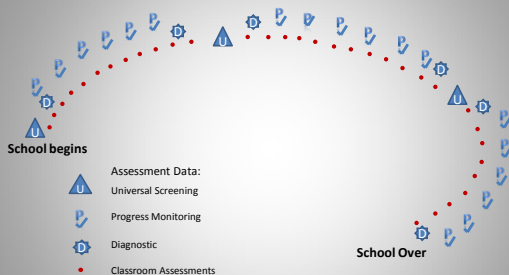 U
D
P
P
P
P
P
D
U
D
P
P
P
P
P
P
D
U
D
P
P
P
P
P
P
D
School begins
School Over
Assessment Data:
U Universal Screening
P Progress Monitoring
D Diagnostic
Classroom Assessments